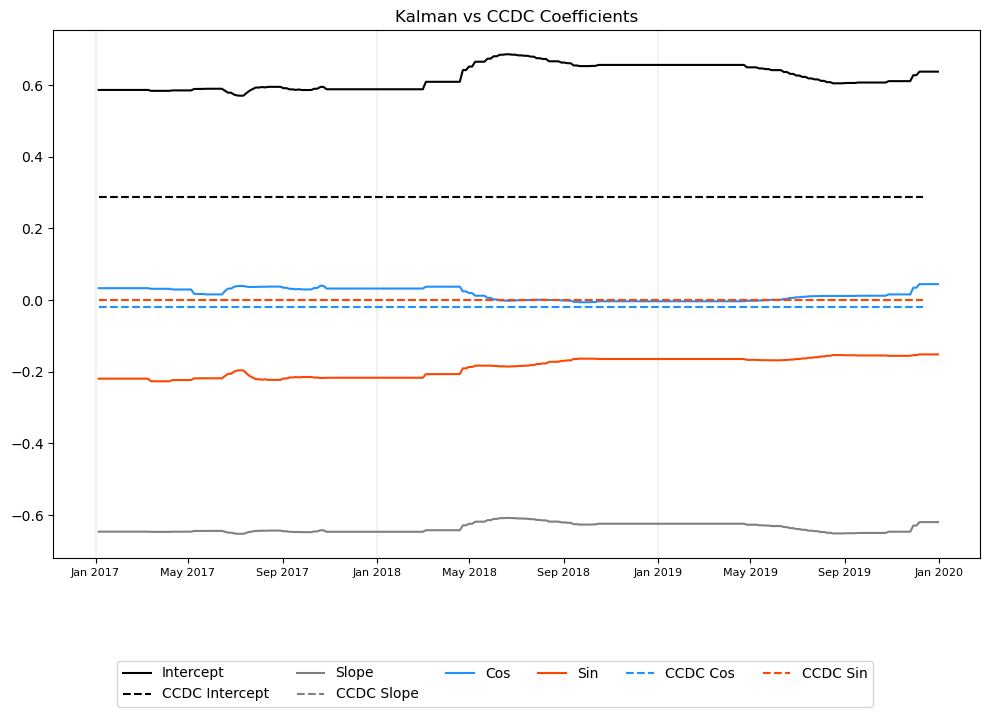 Kalman vs CCDC Coefficients
0.6
0.4
0.2
0.0
−0.2
−0.4
−0.6
Jan 2017 May 2017 Sep 2017 Jan 2018 May 2018 Sep 2018 Jan 2019 May 2019 Sep 2019 Jan 2020
Intercept Slope Cos Sin CCDC Cos CCDC Sin
CCDC Intercept CCDC Slope